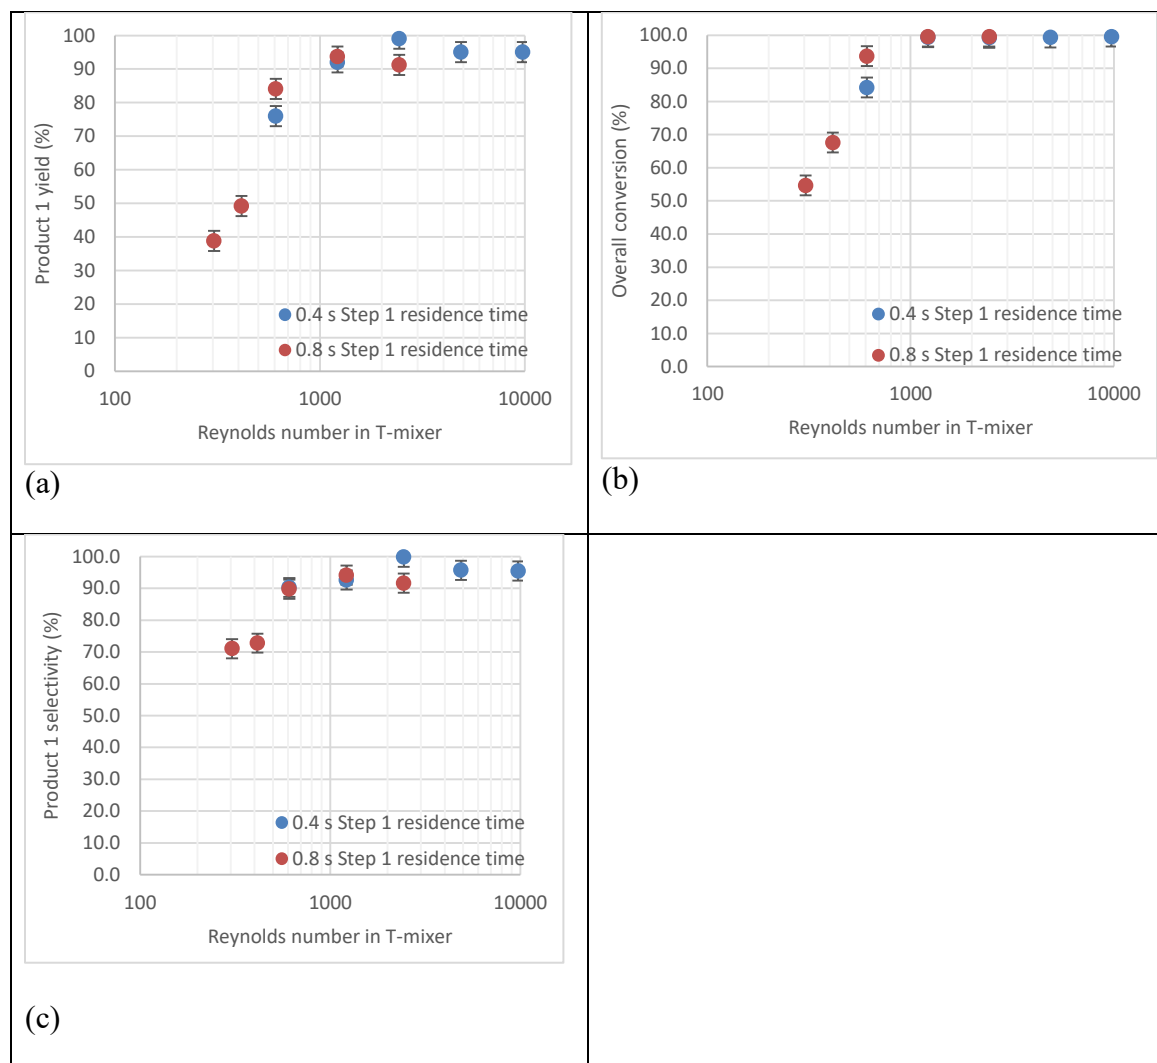 100
90
80
70
60
50
40
30
20
10
0
100
1000
10000
Product 1 yield (%)
Reynolds number in T-mixer
0.4 s Step 1 residence time
0.8 s Step 1 residence time
(a)
100.0
90.0
80.0
70.0
60.0
50.0
40.0
30.0
20.0
10.0
0.0
100
1000
10000
Overall conversion (%)
Reynolds number in T-mixer
0.4 s Step 1 residence time
0.8 s Step 1 residence time
(b)
100.0
90.0
80.0
70.0
60.0
50.0
40.0
30.0
20.0
10.0
0.0
100
1000
10000
Product 1 selectivity (%)
Reynolds number in T-mixer
0.4 s Step 1 residence time
0.8 s Step 1 residence time
(c)